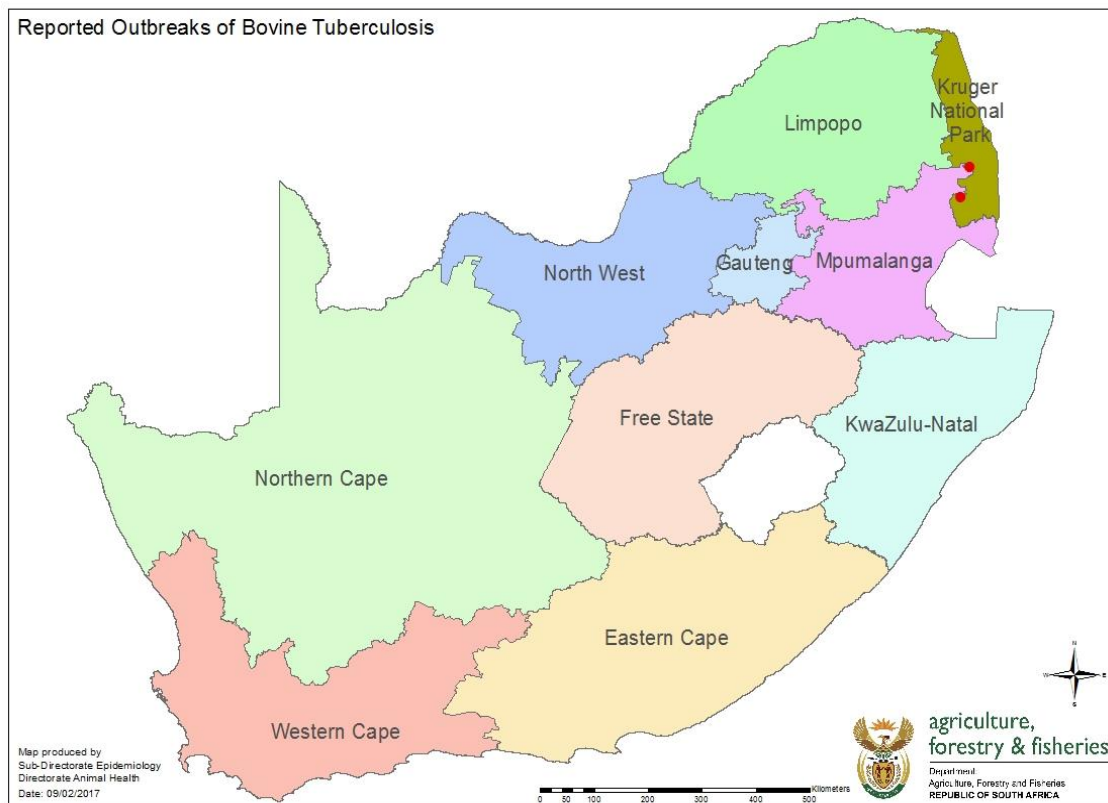 Reported Outbreaks of Bovine Tuberculosis
Kruger
National
Park
Limpopo
North West
Gauteng
Mpumalanga
Free State
KwaZulu-Natal
Northern Cape
Eastern Cape
Western Cape
N
W
E
S
Map produced by
Sub-Directorate Epidemiology
Directorate Animal Health
Date: 09/02/2017
Kilometers
0 50 100 200 300 400 500
agriculture,
forestry & fisheries
Department:
Agriculture, Forestry and Fisheries
REPUBLIC OF SOUTH AFRICA